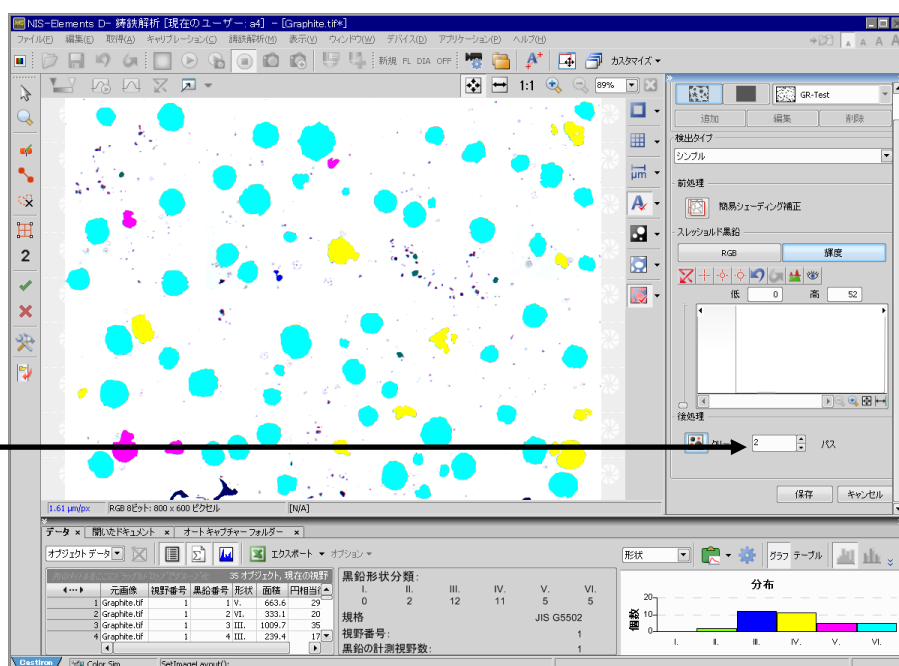 NIS-Elements D- 鋳鉄解析 [現在のユーザー: a4] - [Graphite.tif*]
ファイル(F) 編集(E) 取得(A) キャリブレーション(C) 鋳鉄解析(M) 表示(V) ウィンドウ(W) デバイス(D) アプリケーション(P) ヘルプ(H)
新規 FL DIA OFF カスタマイズ
1:1 89%
GR-Test
追加 編集 削除
検出タイプ
シンプル
前処理
簡易シェーディング補正
スレッショルド黒鉛
RGB 輝度
低 0 高 52
μm
2
後処理
2 パス
保存 キャンセル
1.61 μm/px RGB 8ビット: 800 x 600 ピクセル [N/A]
データ × 開いたドキュメント × オートキャプチャーフォルダー ×
オブジェクトデータ Σ エクスポート オプション 形状 グラフ テーブル
35 オブジェクト, 現在の視野
元画像 視野番号 黒鉛番号 形状 面積 円相当径
1 Graphite.tif 1 1 V. 663.6 29
2 Graphite.tif 1 2 VI. 333.1 20
3 Graphite.tif 1 3 III. 1009.7 35
4 Graphite.tif 1 4 III. 239.4 17
黒鉛形状分類:
I. II. III. IV. V. VI.
0 2 12 11 5 5
規格 JIS G5502
視野番号: 1
黒鉛の計測視野数: 1
分布
個数
20
10
0
I. II. III. IV. V. VI.
CastIron Color Sim SetImageLayout():